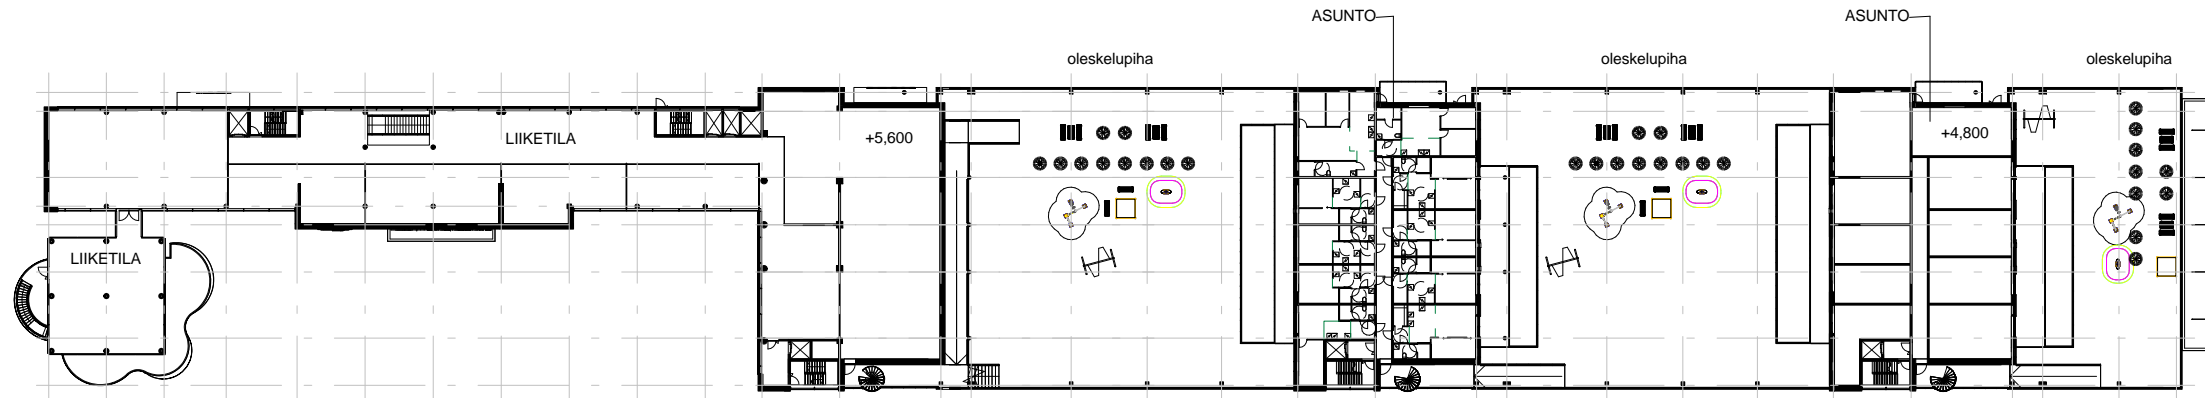 ASUNTO
ASUNTO
oleskelupiha
oleskelupiha
oleskelupiha
LIIKETILA
+5,600
+4,800
LIIKETILA